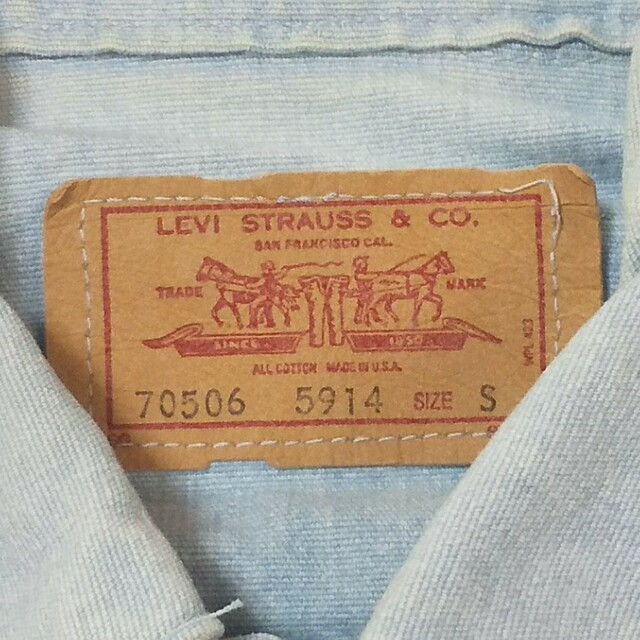 LEVI STRAUSS & CO.
SAN FRANCISCO CAL.
TRADE MARK
SINCE 1850
ALL COTTON MADE IN U.S.A.
70506 5914 SIZE S
WPL 423